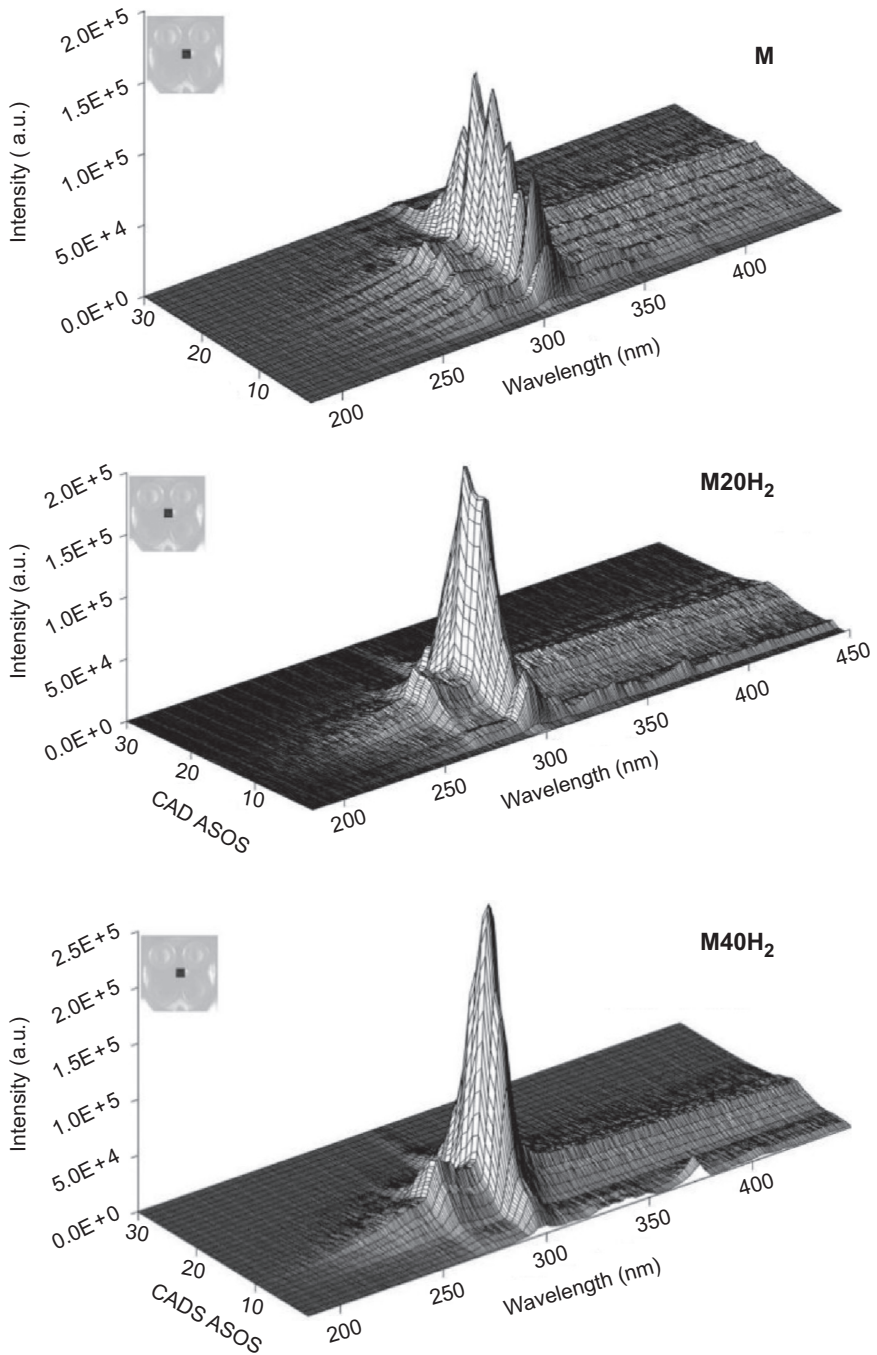 M
Intensity ( a.u.)
2.0E+5
1.5E+5
1.0E+5
5.0E+4
0.0E+0
30
20
10
200
250
300
350
400
Wavelength (nm)
M20H₂
Intensity (a.u.)
2.0E+5
1.5E+5
1.0E+5
5.0E+4
0.0E+0
30
20
10
CAD ASOS
200
250
300
350
400
450
Wavelength (nm)
M40H₂
Intensity (a.u.)
2.5E+5
2.0E+5
1.5E+5
1.0E+5
5.0E+4
0.0E+0
30
20
10
CADS ASOS
200
250
300
350
400
Wavelength (nm)